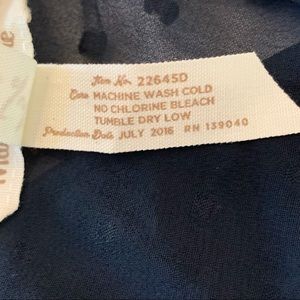 Item No. 22645D
Care MACHINE WASH COLD
NO CHLORINE BLEACH
TUMBLE DRY LOW
Production Date JULY 2016 RN 139040